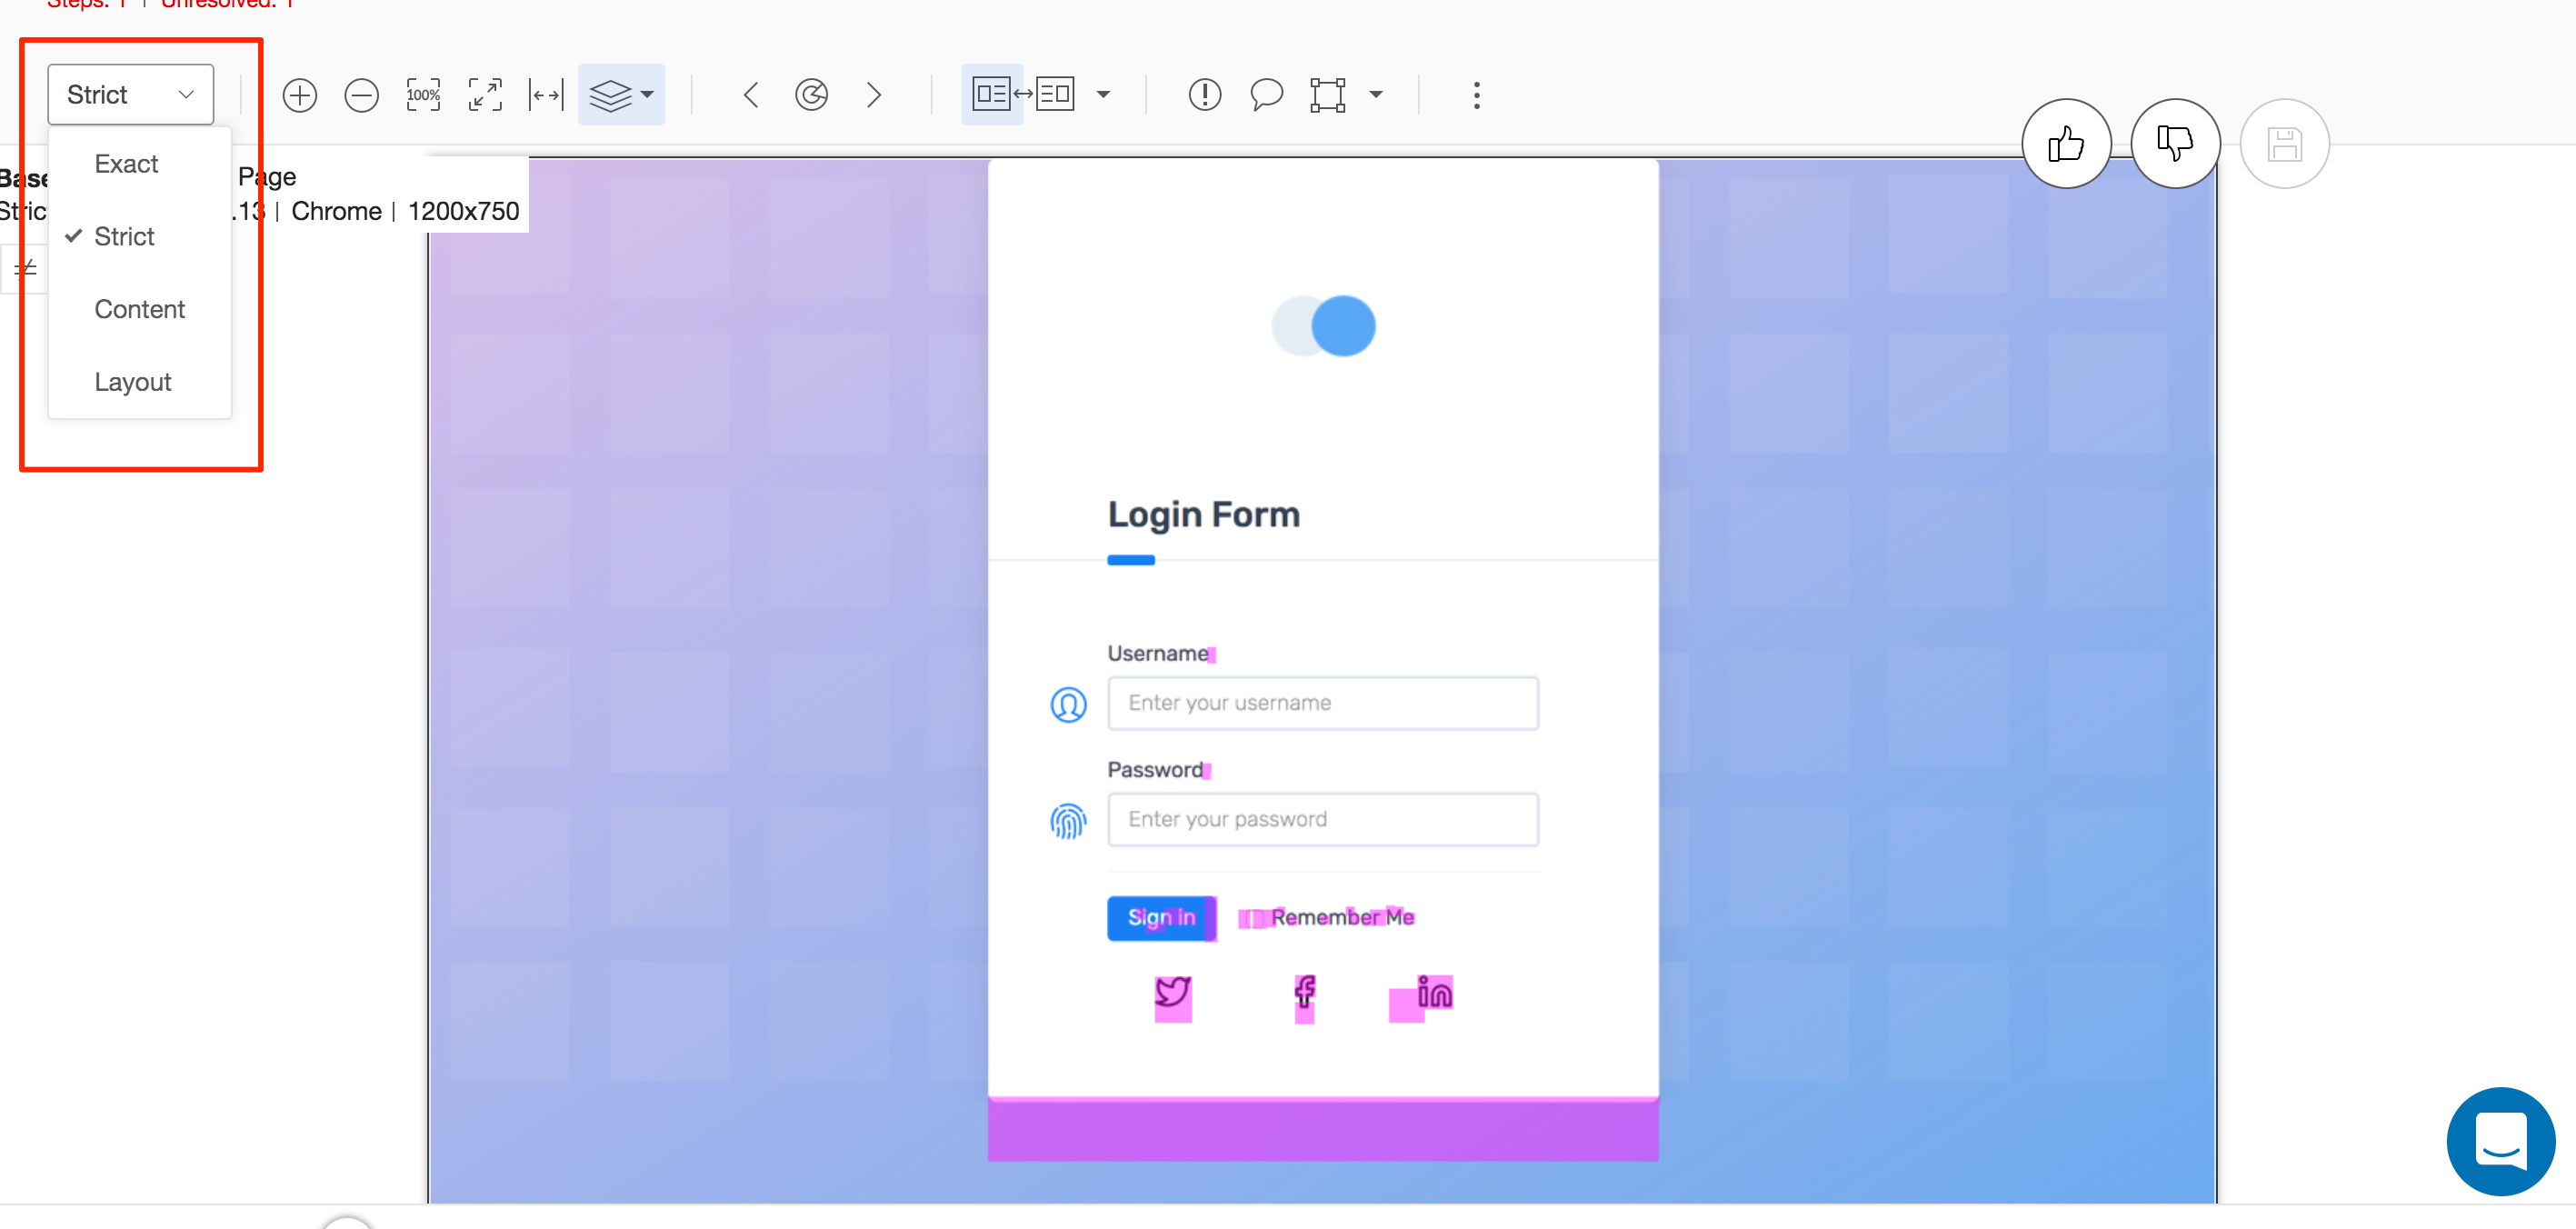 Steps: 1 | Unresolved: 1
Strict
100%
Exact
Strict
Content
Layout
Base
Page
Stric
.13 | Chrome | 1200x750
Login Form
Username
Enter your username
Password
Enter your password
Sign in
Remember Me